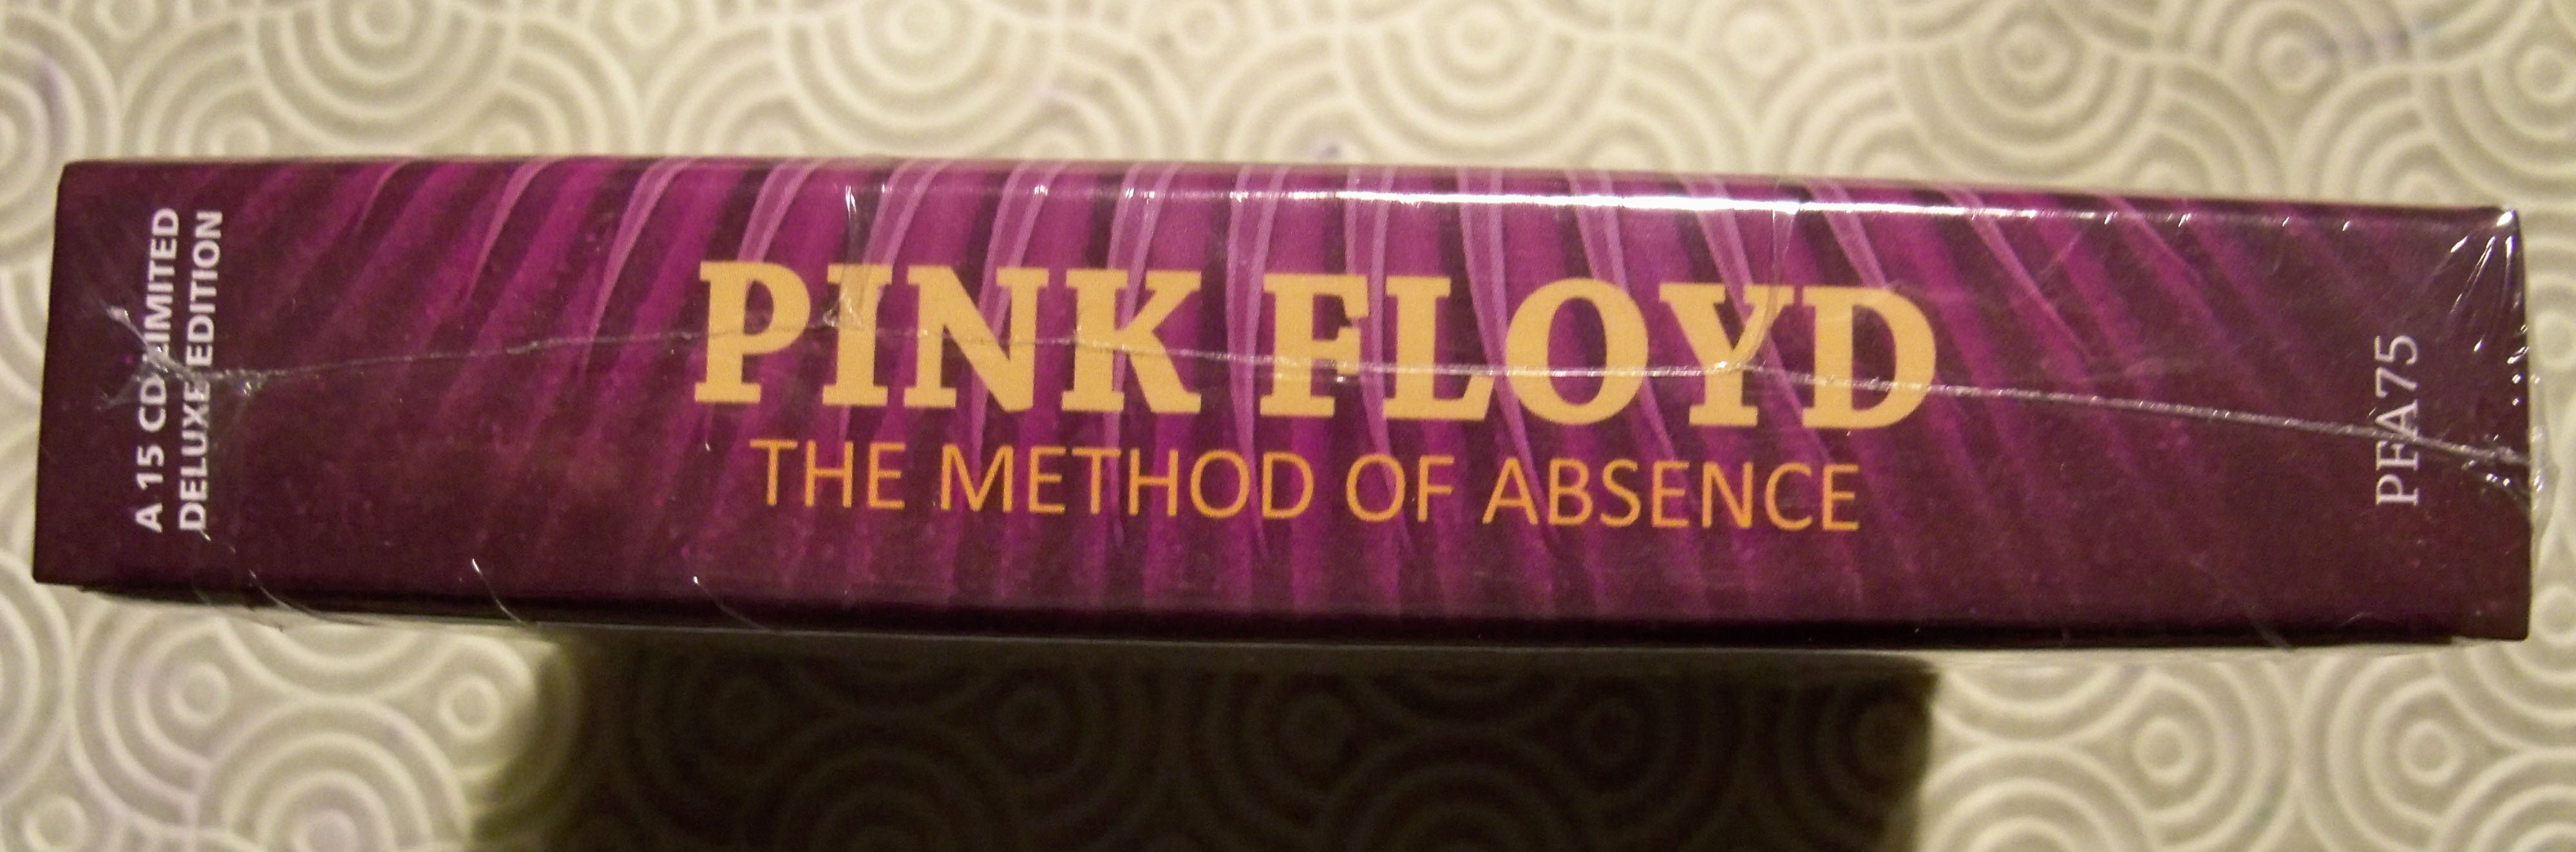 A 15 CD LIMITED
DELUXE EDITION
PINK FLOYD
THE METHOD OF ABSENCE
PFA75